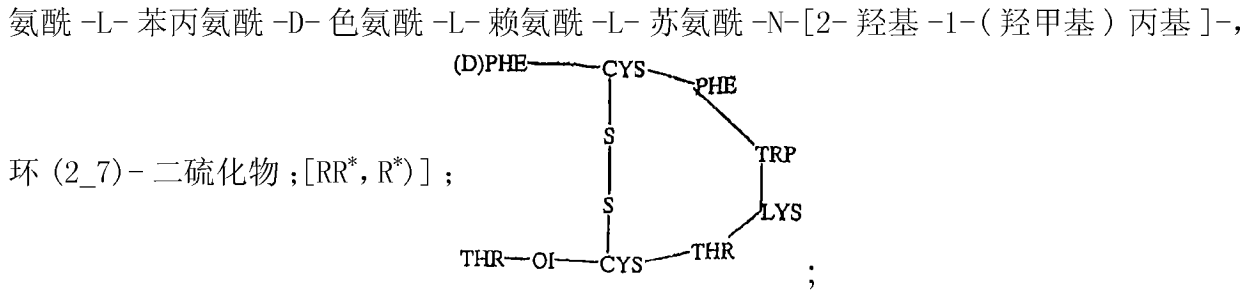 氨酰-L-苯丙氨酰-D-色氨酰-L-赖氨酰-L-苏氨酰-N-[2-羟基-1-(羟甲基)丙基]-,
(D)PHE CYS PHE
S
TRP
环(2_7)-二硫化物;[RR*,R*)];
S LYS
THR OI CYS THR ;